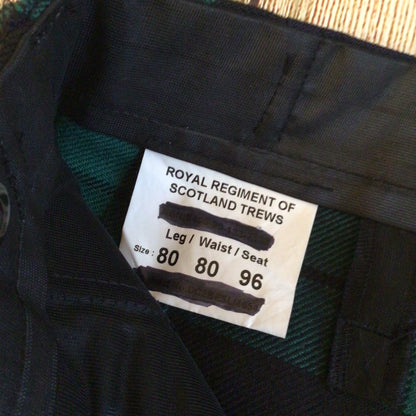 ROYAL REGIMENT OF
SCOTLAND TREWS
Leg / Waist / Seat
Size : 80 80 96